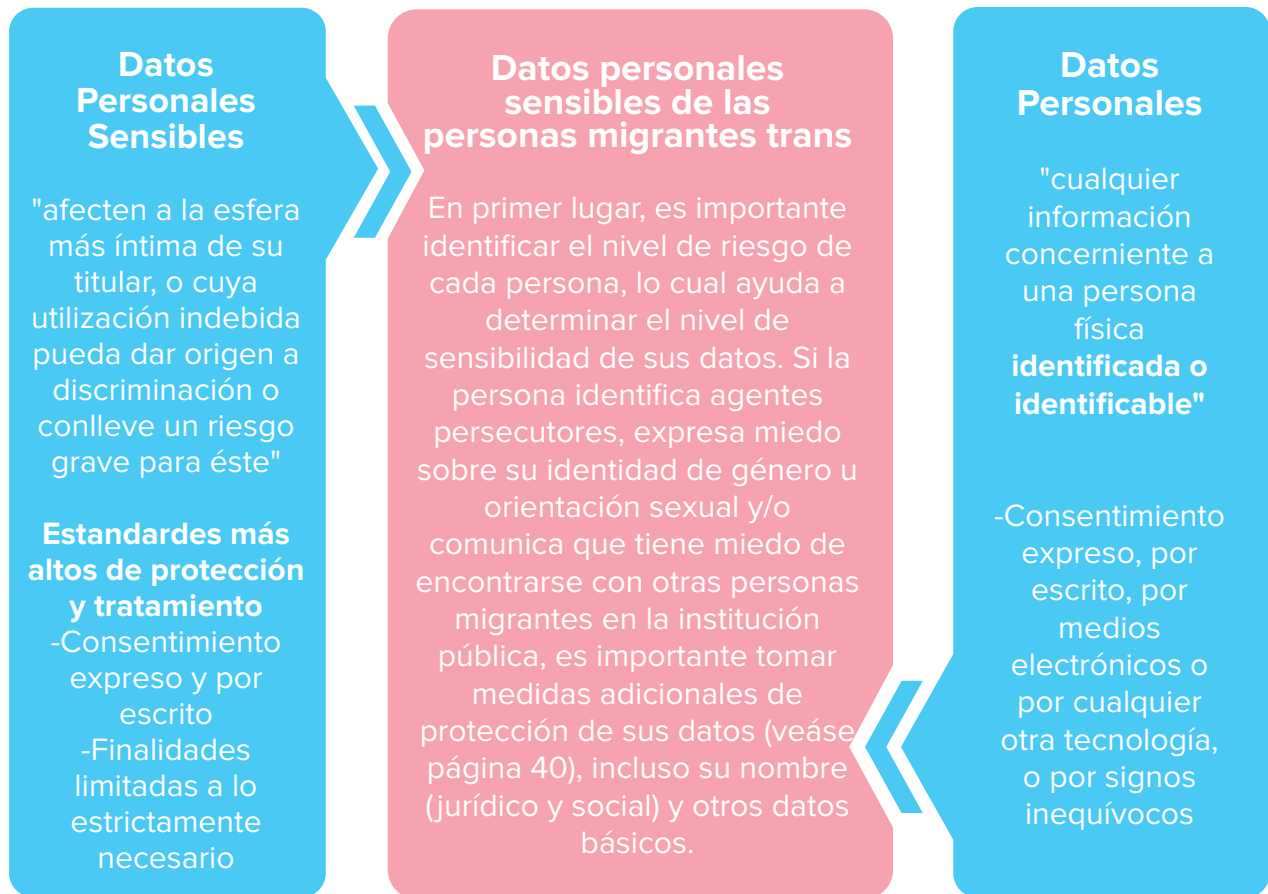 Datos
Personales
Sensibles
"afecten a la esfera
más íntima de su
titular, o cuya
utilización indebida
pueda dar origen a
discriminación o
conlleve un riesgo
grave para éste"
Estandardes más
altos de protección
y tratamiento
-Consentimiento
expreso y por
escrito
-Finalidades
limitadas a lo
estrictamente
necesario
Datos personales
sensibles de las
personas migrantes trans
En primer lugar, es importante
identificar el nivel de riesgo de
cada persona, lo cual ayuda a
determinar el nivel de
sensibilidad de sus datos. Si la
persona identifica agentes
persecutores, expresa miedo
sobre su identidad de género u
orientación sexual y/o
comunica que tiene miedo de
encontrarse con otras personas
migrantes en la institución
pública, es importante tomar
medidas adicionales de
protección de sus datos (veáse
página 40), incluso su nombre
(jurídico y social) y otros datos
básicos.
Datos
Personales
"cualquier
información
concerniente a
una persona
física
identificada o
identificable"
-Consentimiento
expreso, por
escrito, por
medios
electrónicos o
por cualquier
otra tecnología,
o por signos
inequívocos